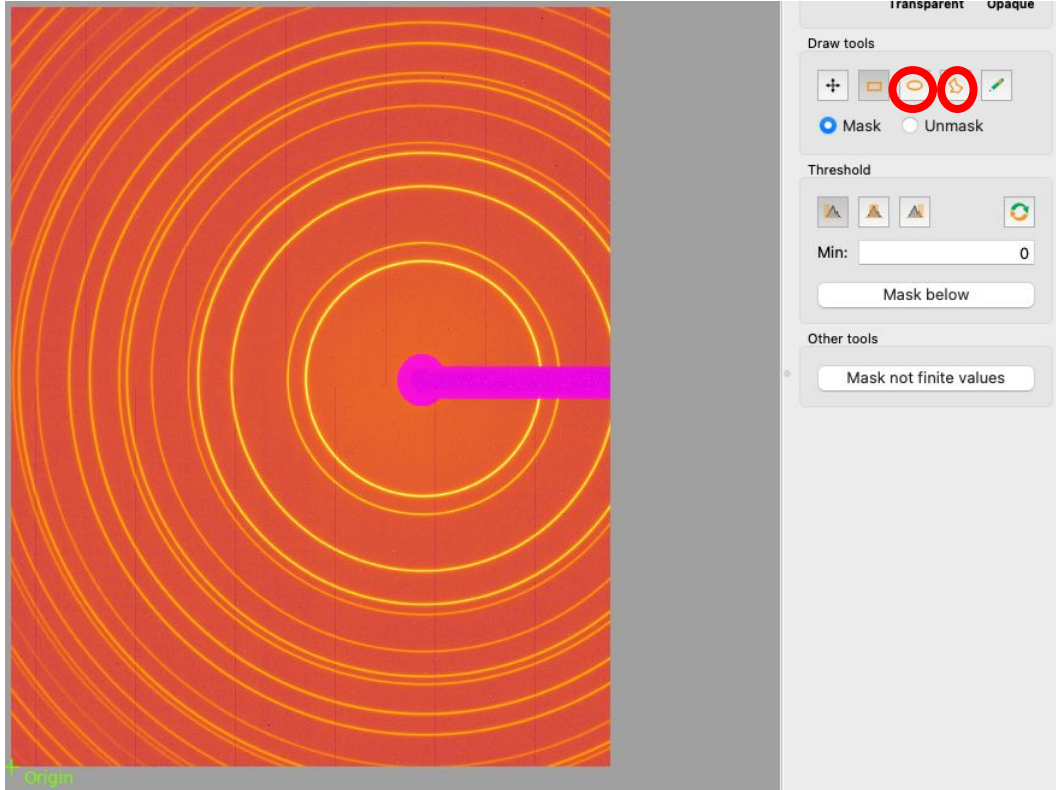 Transparent Opaque
Draw tools
Mask Unmask
Threshold
Min: 0
Mask below
Other tools
Mask not finite values
Origin